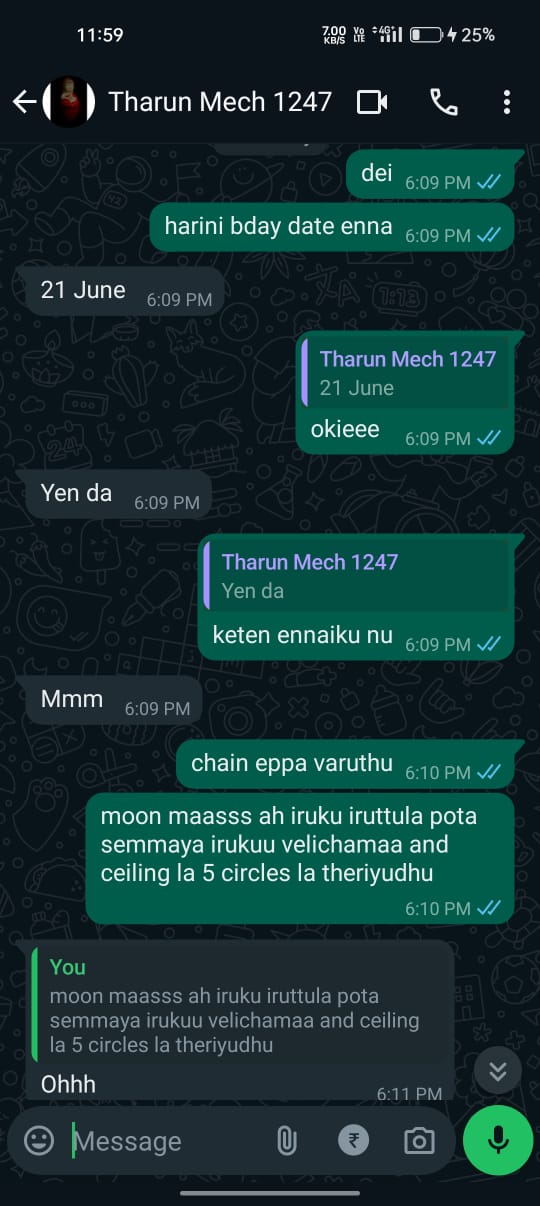 11:59
7.00 KB/S
Vo LTE
4G+
25%
Tharun Mech 1247
dei
6:09 PM
harini bday date enna
6:09 PM
21 June
6:09 PM
Tharun Mech 1247
21 June
okieee
6:09 PM
Yen da
6:09 PM
Tharun Mech 1247
Yen da
keten ennaiku nu
6:09 PM
Mmm
6:09 PM
chain eppa varuthu
6:10 PM
moon maasss ah iruku iruttula pota
semmaya irukuu velichamaa and
ceiling la 5 circles la theriyudhu
6:10 PM
You
moon maasss ah iruku iruttula pota
semmaya irukuu velichamaa and ceiling
la 5 circles la theriyudhu
Ohhh
6:11 PM
Message
₹